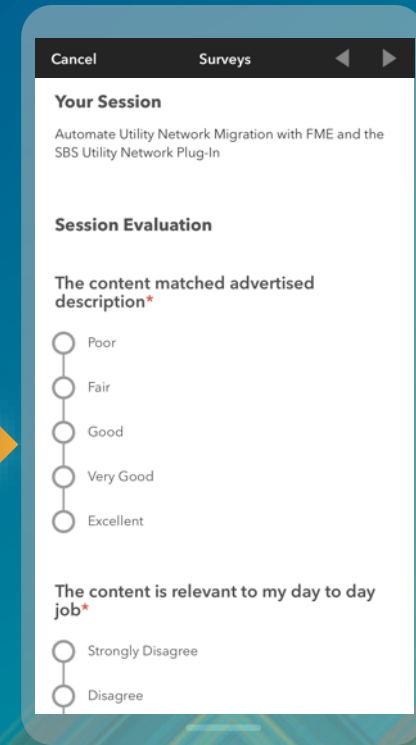 Cancel Surveys
Your Session
Automate Utility Network Migration with FME and the
SBS Utility Network Plug-In
Session Evaluation
The content matched advertised
description*
Poor
Fair
Good
Very Good
Excellent
The content is relevant to my day to day
job*
Strongly Disagree
Disagree